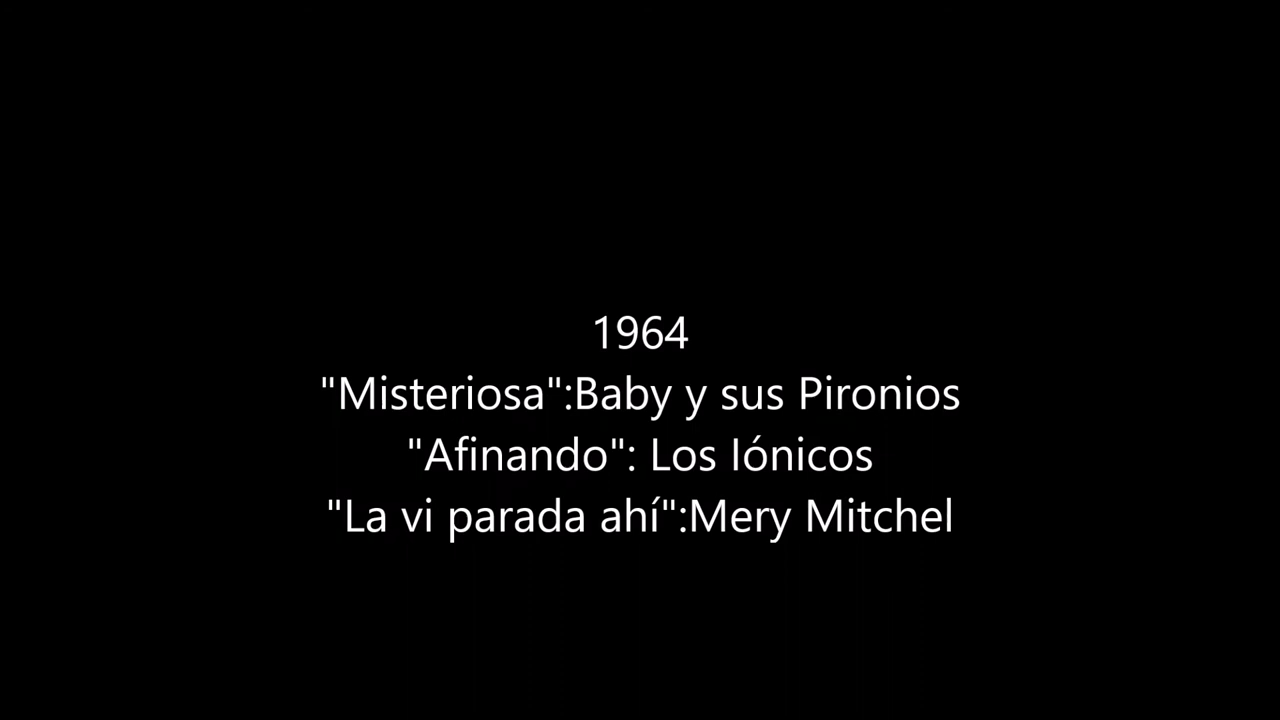 1964
"Misteriosa":Baby y sus Pironios
"Afinando": Los Iónicos
"La vi parada ahí":Mery Mitchel